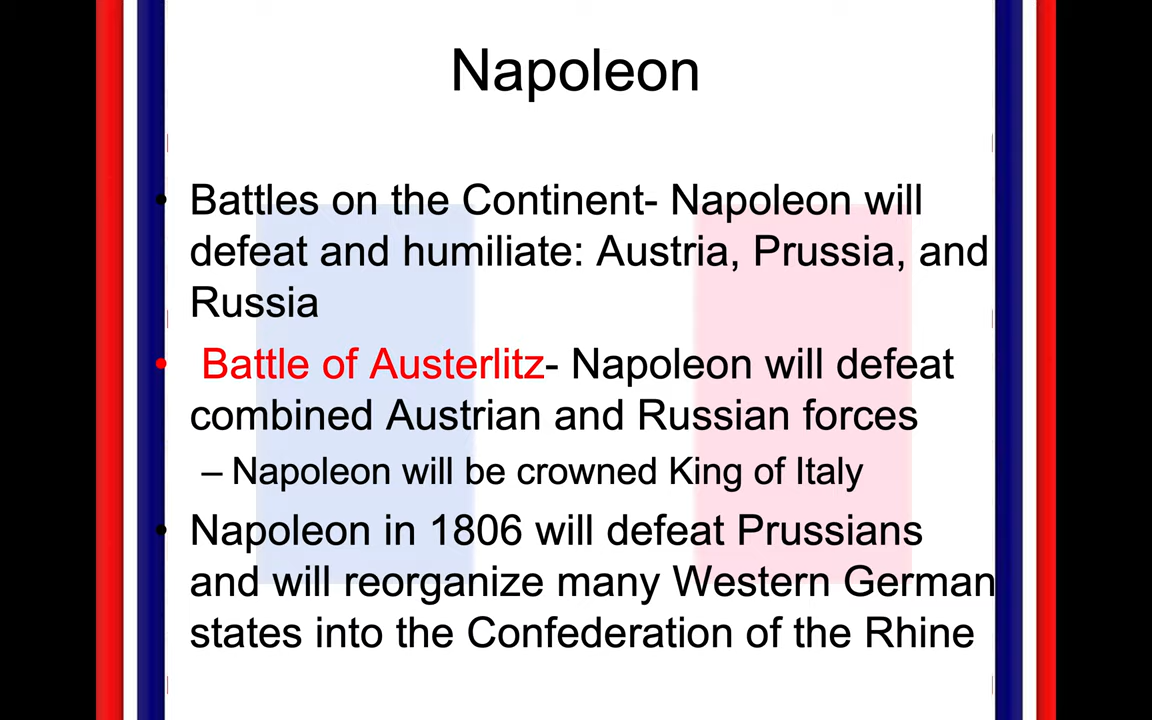 Napoleon
• Battles on the Continent- Napoleon will
defeat and humiliate: Austria, Prussia, and
Russia
• Battle of Austerlitz- Napoleon will defeat
combined Austrian and Russian forces
– Napoleon will be crowned King of Italy
• Napoleon in 1806 will defeat Prussians
and will reorganize many Western German
states into the Confederation of the Rhine